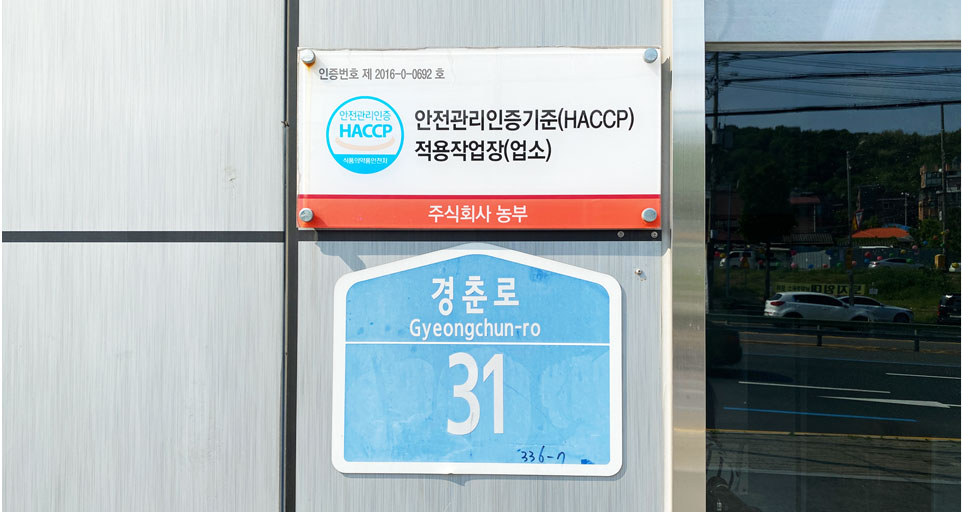 인증번호 제 2016-0-0692 호
안전관리인증
HACCP
식품의약품안전처
안전관리인증기준(HACCP)
적용작업장(업소)
주식회사 농부
경춘로
Gyeongchun-ro
31
336-7